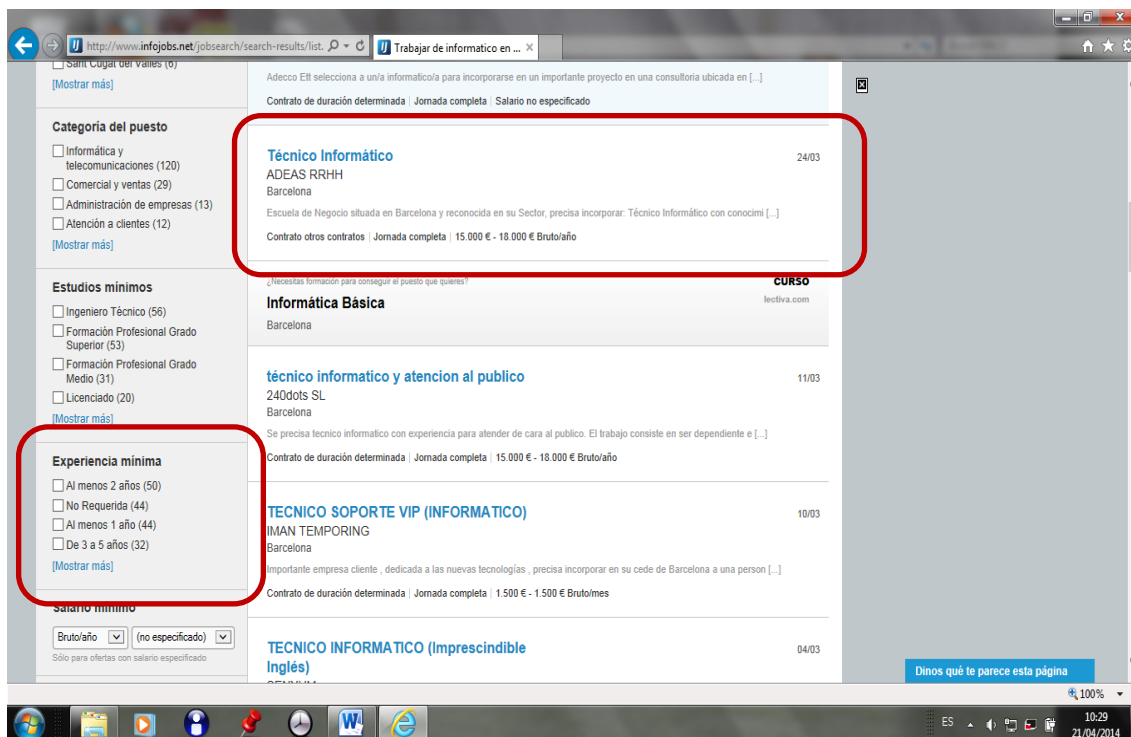 http://www.infojobs.net/jobsearch/search-results/list.
Trabajar de informatico en ...
Sant Cugat del Valles (6)
[Mostrar más]
Categoría del puesto
Informática y
telecomunicaciones (120)
Comercial y ventas (29)
Administración de empresas (13)
Atención a clientes (12)
[Mostrar más]
Estudios mínimos
Ingeniero Técnico (56)
Formación Profesional Grado
Superior (53)
Formación Profesional Grado
Medio (31)
Licenciado (20)
[Mostrar más]
Experiencia mínima
Al menos 2 años (50)
No Requerida (44)
Al menos 1 año (44)
De 3 a 5 años (32)
[Mostrar más]
Salario mínimo
Bruto/año (no especificado)
Sólo para ofertas con salario especificado
Adecco Ett selecciona a un/a informatico/a para incorporarse en un importante proyecto en una consultoria ubicada en [...]
Contrato de duración determinada | Jornada completa | Salario no especificado
Técnico Informático 24/03
ADEAS RRHH
Barcelona
Escuela de Negocio situada en Barcelona y reconocida en su Sector, precisa incorporar: Técnico Informático con conocimi [...]
Contrato otros contratos | Jornada completa | 15.000 € - 18.000 € Bruto/año
¿Necesitas formación para conseguir el puesto que quieres? CURSO
Informática Básica lectiva.com
Barcelona
técnico informatico y atencion al publico 11/03
240dots SL
Barcelona
Se precisa tecnico informatico con experiencia para atender de cara al publico. El trabajo consiste en ser dependiente e [...]
Contrato de duración determinada | Jornada completa | 15.000 € - 18.000 € Bruto/año
TECNICO SOPORTE VIP (INFORMATICO) 10/03
IMAN TEMPORING
Barcelona
Importante empresa cliente , dedicada a las nuevas tecnologías , precisa incorporar en su cede de Barcelona a una person [...]
Contrato de duración determinada | Jornada completa | 1.500 € - 1.500 € Bruto/mes
TECNICO INFORMATICO (Imprescindible 04/03
Inglés)
Dinos qué te parece esta página
100%
ES
10:29
21/04/2014